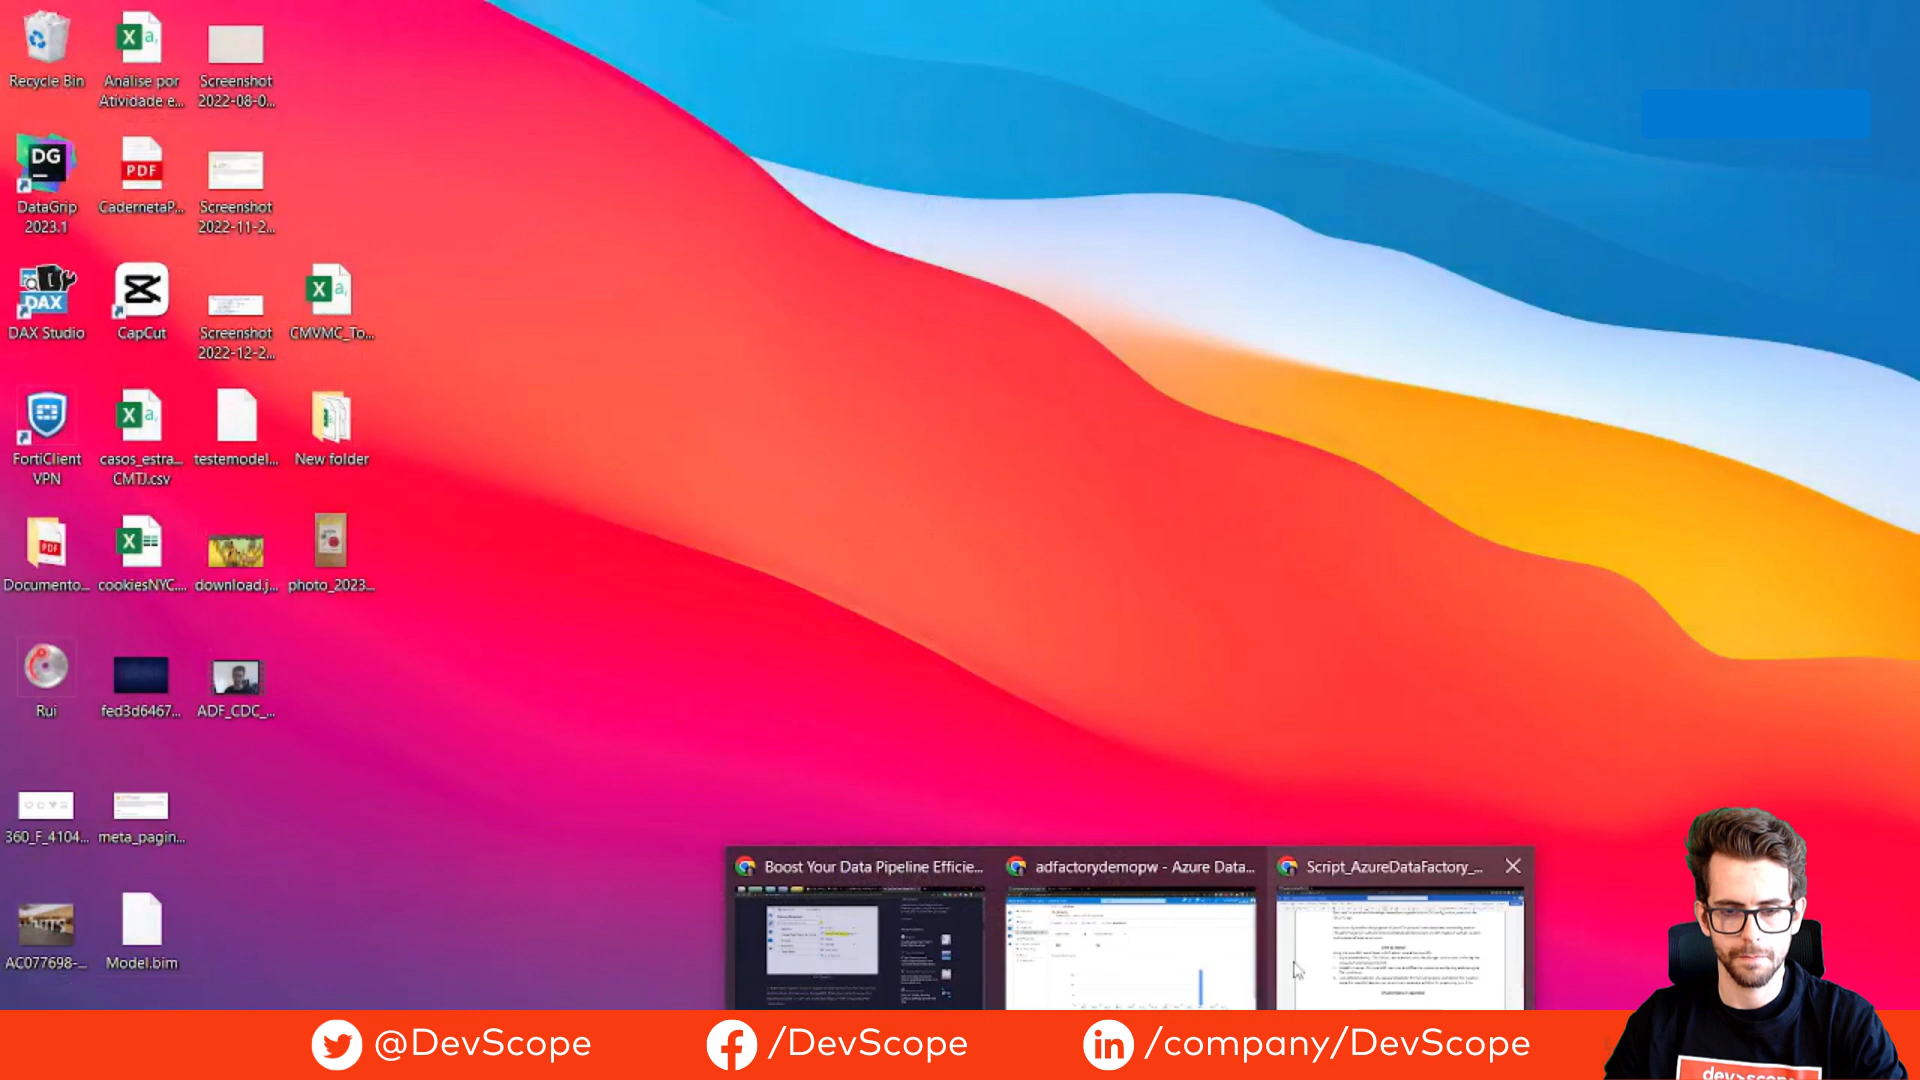 Recycle Bin
Análise por
Atividade e...
Screenshot
2022-08-0...
DG
DataGrip
2023.1
PDF
CadernetaP...
Screenshot
2022-11-2...
DAX
DAX Studio
CapCut
Screenshot
2022-12-2...
CMVMC_To...
FortiClient
VPN
casos_estra...
CMTJ.csv
testemodel...
New folder
PDF
Documento...
cookiesNYC....
download.j...
photo_2023...
Rui
fed3d6467...
ADF_CDC_...
360_F_4104...
meta_pagin...
AC077698-...
Model.bim
Boost Your Data Pipeline Efficie...
adfactorydemopw - Azure Data...
Script_AzureDataFactory_...
@DevScope
/DevScope
/company/DevScope